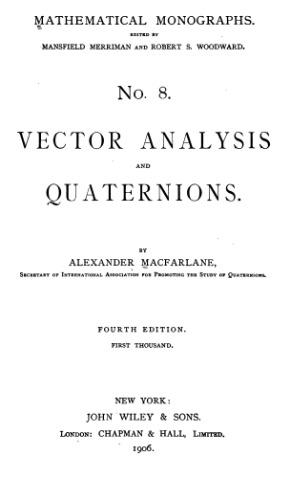 MATHEMATICAL MONOGRAPHS.
EDITED BY
MANSFIELD MERRIMAN AND ROBERT S. WOODWARD.
No. 8.
VECTOR ANALYSIS
AND
QUATERNIONS.
BY
ALEXANDER MACFARLANE,
SECRETARY OF INTERNATIONAL ASSOCIATION FOR PROMOTING THE STUDY OF QUATERNIONS.
FOURTH EDITION.
FIRST THOUSAND.
NEW YORK:
JOHN WILEY & SONS.
LONDON: CHAPMAN & HALL, LIMITED.
1906.